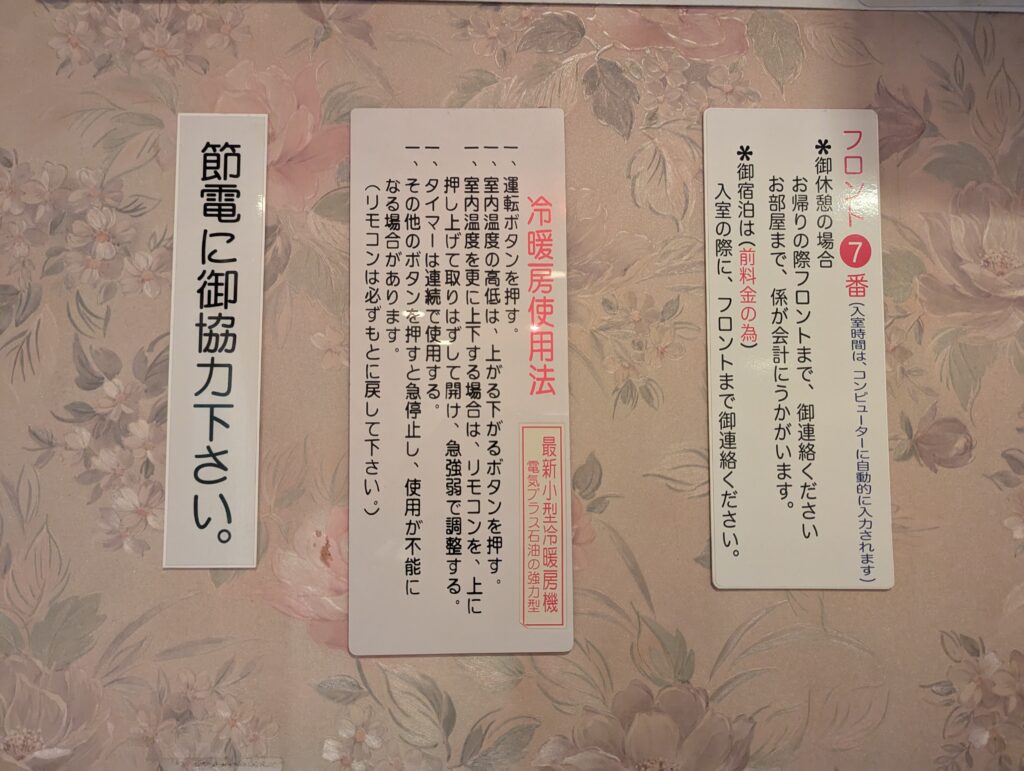 フロント7番(入室時間は、コンピューターに自動的に入力されます)
*御休憩の場合
お帰りの際フロントまで、御連絡ください
お部屋まで、係が会計にうかがいます。
*御宿泊は(前料金の為)
入室の際に、フロントまで御連絡ください。
冷暖房使用法
最新小型冷暖房機
電気プラス石油の強力型
一、運転ボタンを押す。
一、室内温度の高低は、上がる下がるボタンを押す。
一、室内温度を更に上下する場合は、リモコンを、上に
押し上げて取りはずして開け、急強弱で調整する。
一、タイマーは連続で使用する。
一、その他のボタンを押すと急停止し、使用が不能に
なる場合があります。
(リモコンは必ずもとに戻して下さい。)
節電に御協力下さい。